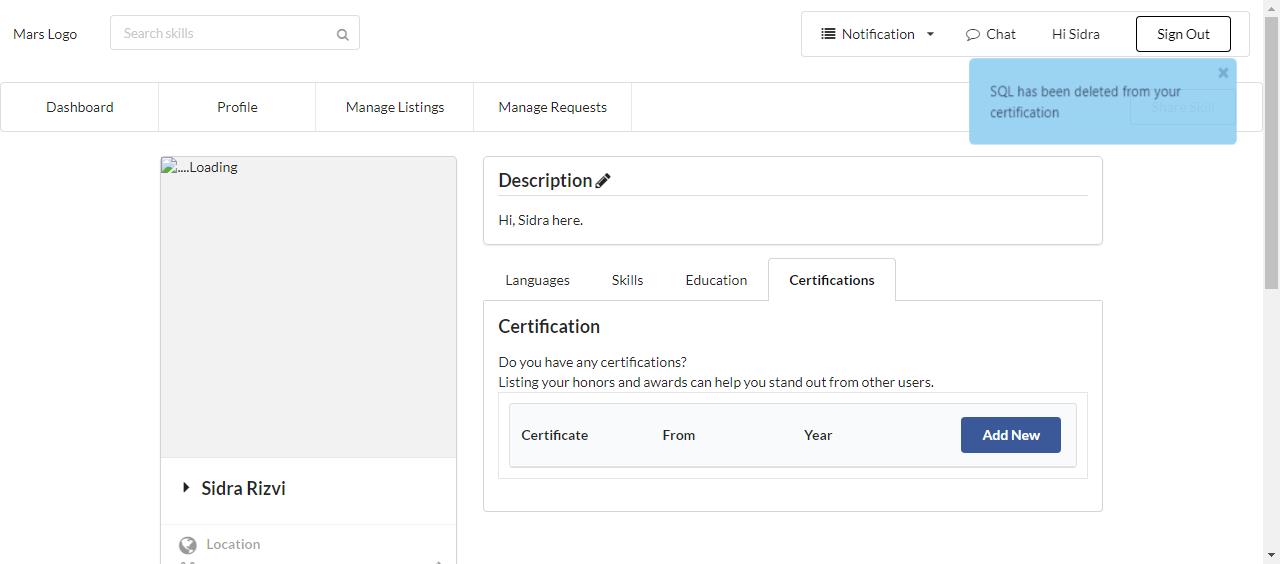 Mars Logo
Search skills
Notification
Chat
Hi Sidra
Sign Out
Dashboard
Profile
Manage Listings
Manage Requests
Share Skill
SQL has been deleted from your
certification
....Loading
Sidra Rizvi
Location
Description
Hi, Sidra here.
Languages
Skills
Education
Certifications
Certification
Do you have any certifications?
Listing your honors and awards can help you stand out from other users.
Certificate
From
Year
Add New